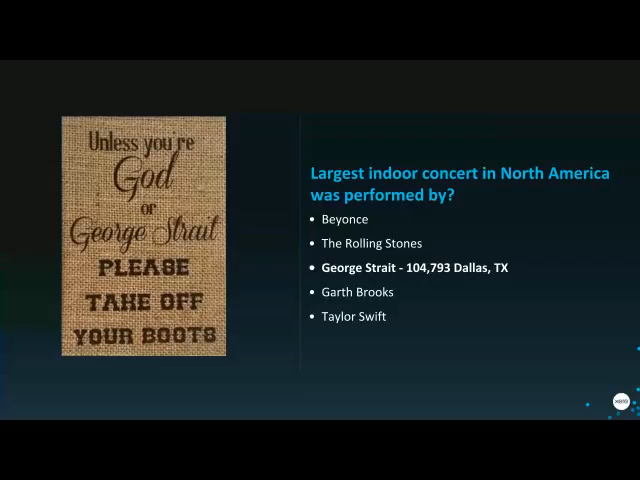 Unless you're
God
or
George Strait
PLEASE
TAKE OFF
YOUR BOOTS
Largest indoor concert in North America
was performed by?
• Beyonce
• The Rolling Stones
• George Strait - 104,793 Dallas, TX
• Garth Brooks
• Taylor Swift
xero